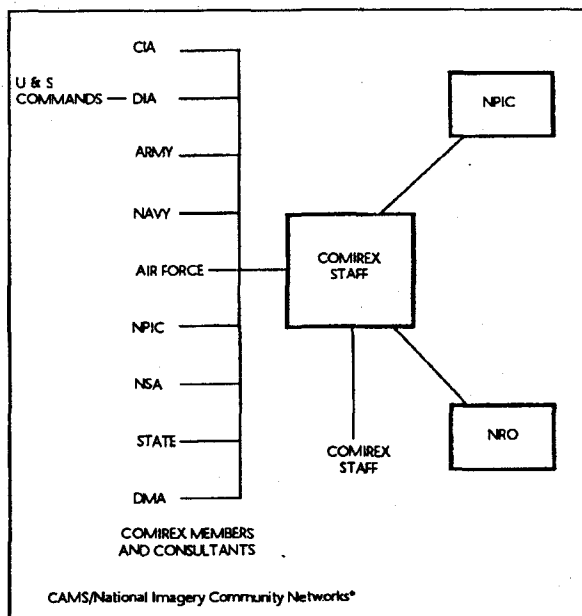 CIA
U & S
COMMANDS
DIA
ARMY
NAVY
AIR FORCE
NPIC
NSA
STATE
DMA
COMIREX MEMBERS
AND CONSULTANTS
COMIREX
STAFF
NPIC
NRO
COMIREX
STAFF
CAMS/National Imagery Community Networks*